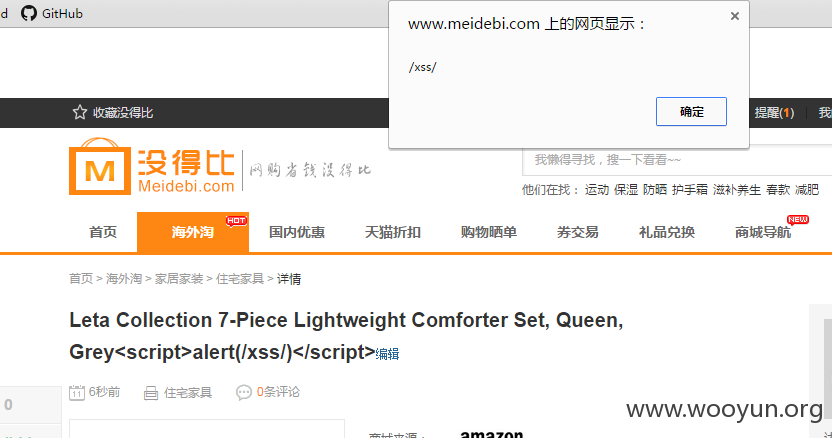 d GitHub
www.meidebi.com 上的网页显示：
/xss/
确定
收藏没得比
提醒(1)
没得比
Meidebi.com
网购省钱没得比
我懒得寻找，搜一下看看~~
他们在找： 运动 保湿 防晒 护手霜 滋补养生 春款 减肥
首页 海外淘 HOT 国内优惠 天猫折扣 购物晒单 券交易 礼品兑换 商城导航 NEW
首页 > 海外淘 > 家居家装 > 住宅家具 > 详情
Leta Collection 7-Piece Lightweight Comforter Set, Queen,
Grey<script>alert(/xss/)</script>编辑
0
11 6秒前 住宅家具 0条评论
www.wooyun.org
商城来源：
amazon